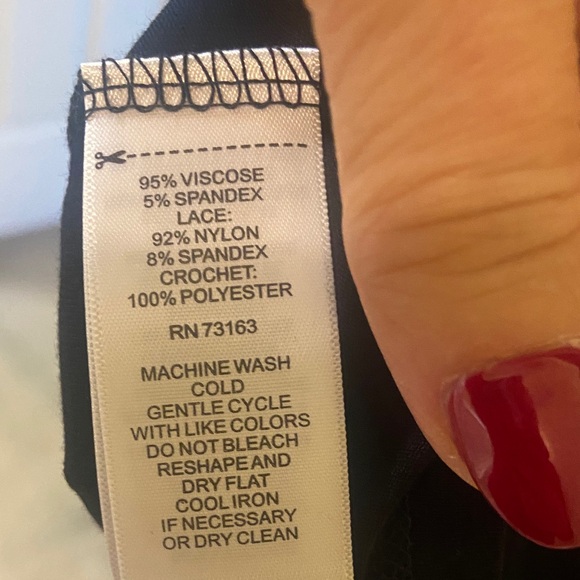 95% VISCOSE
5% SPANDEX
LACE:
92% NYLON
8% SPANDEX
CROCHET:
100% POLYESTER
RN 73163
MACHINE WASH
COLD
GENTLE CYCLE
WITH LIKE COLORS
DO NOT BLEACH
RESHAPE AND
DRY FLAT
COOL IRON
IF NECESSARY
OR DRY CLEAN